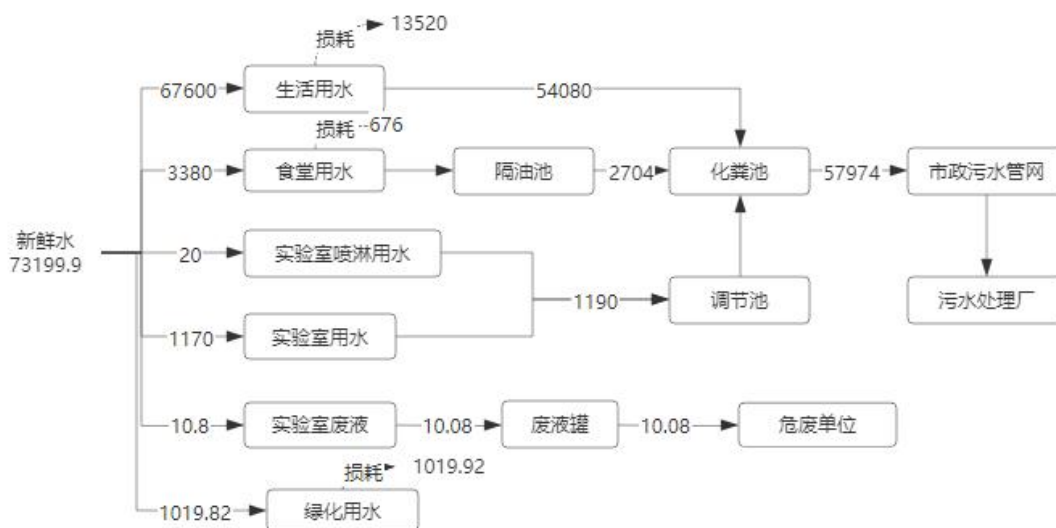 损耗
13520
67600
生活用水
54080
损耗
676
3380
食堂用水
隔油池
2704
化粪池
57974
市政污水管网
新鲜水
73199.9
20
实验室喷淋用水
1190
调节池
污水处理厂
1170
实验室用水
10.8
实验室废液
10.08
废液罐
10.08
危废单位
损耗
1019.92
1019.82
绿化用水